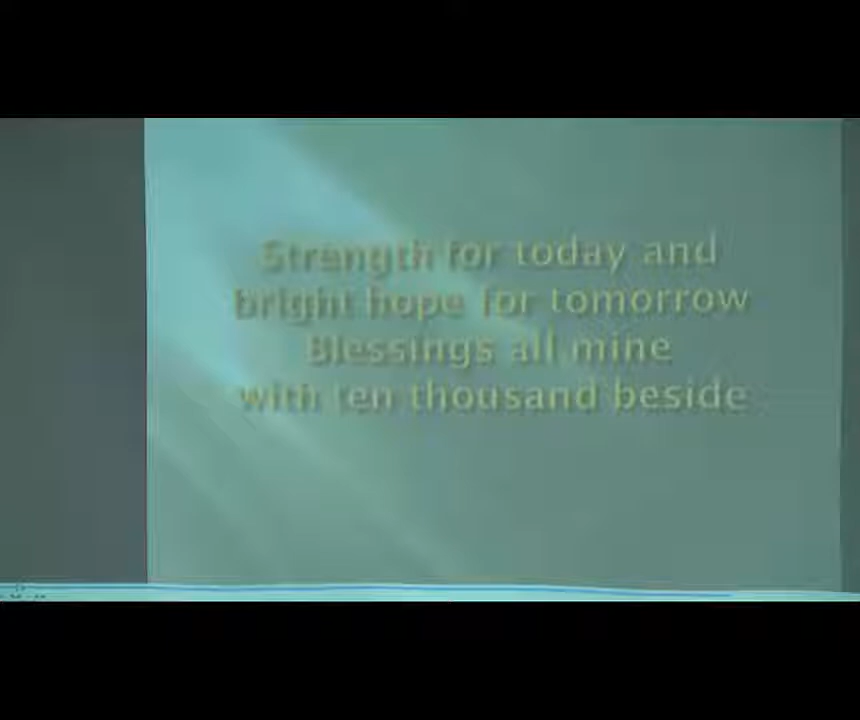 Strength for today and
bright hope for tomorrow
Blessings all mine
with ten thousand beside